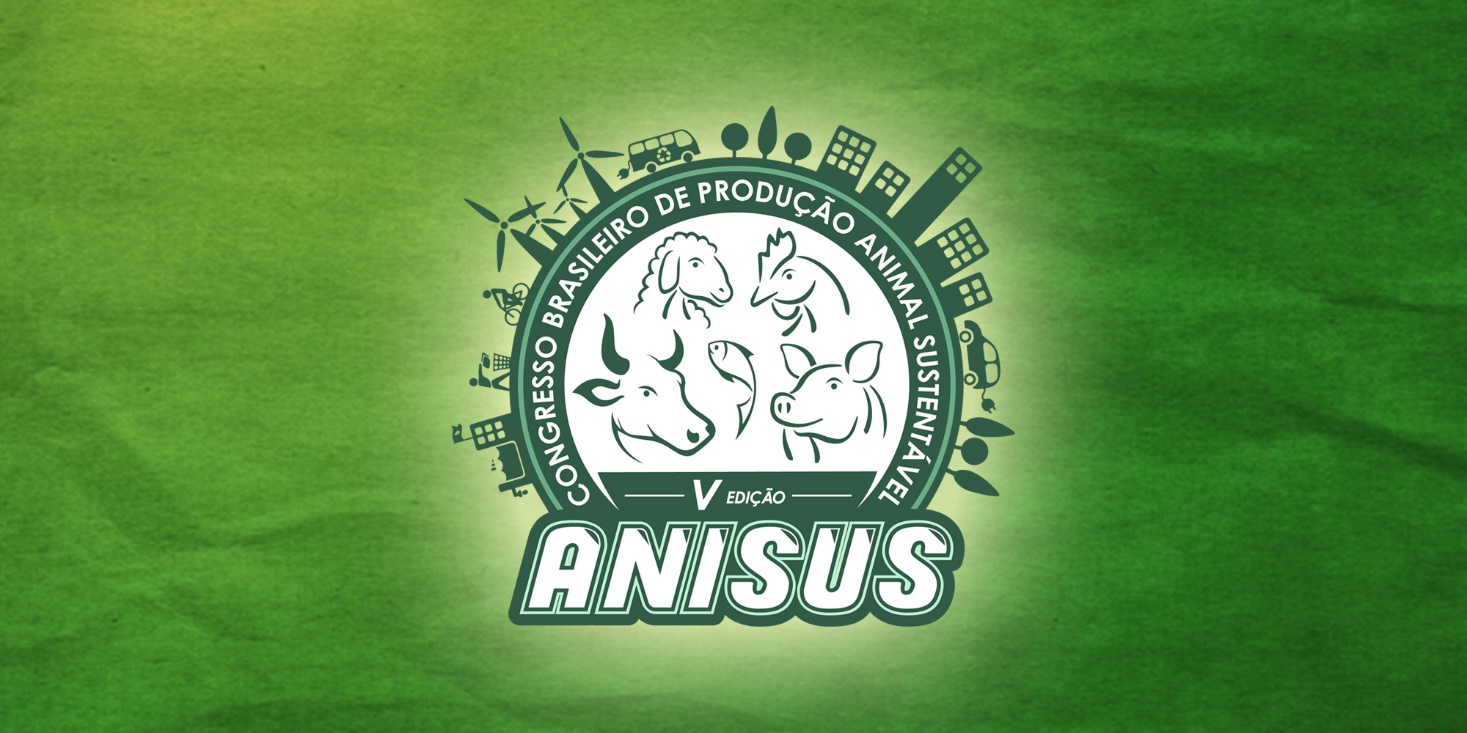 CONGRESSO BRASILEIRO DE PRODUÇÃO ANIMAL SUSTENTÁVEL
V EDIÇÃO
ANISUS